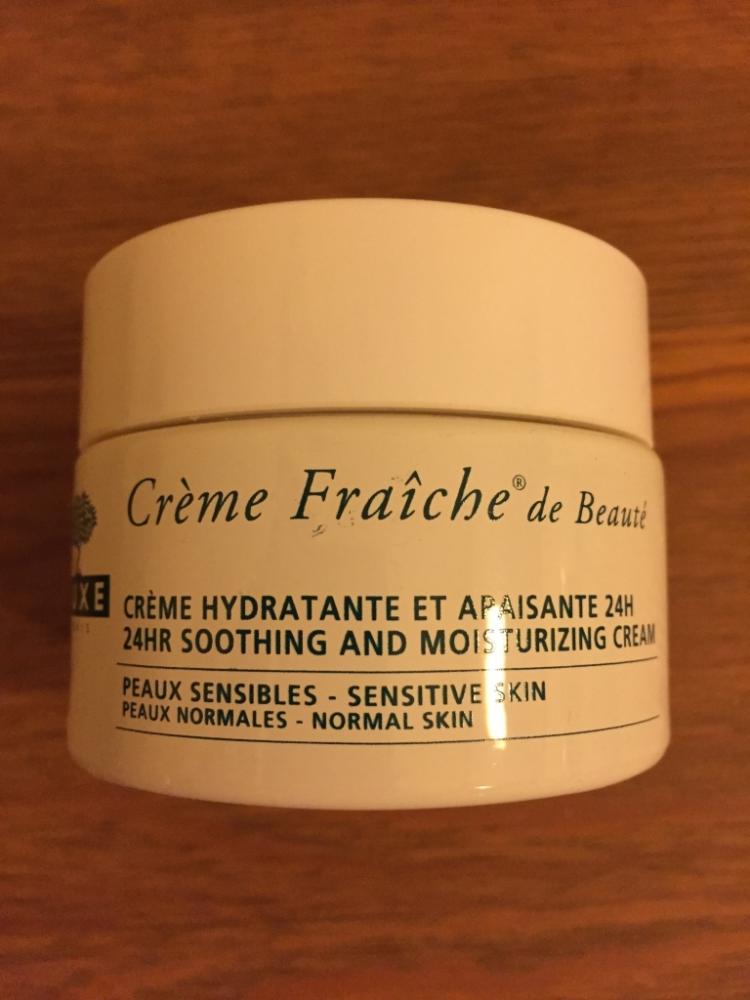 Crème Fraîche® de Beauté
XE
CRÈME HYDRATANTE ET APAISANTE 24H
24HR SOOTHING AND MOISTURIZING CREAM
PEAUX SENSIBLES - SENSITIVE SKIN
PEAUX NORMALES - NORMAL SKIN